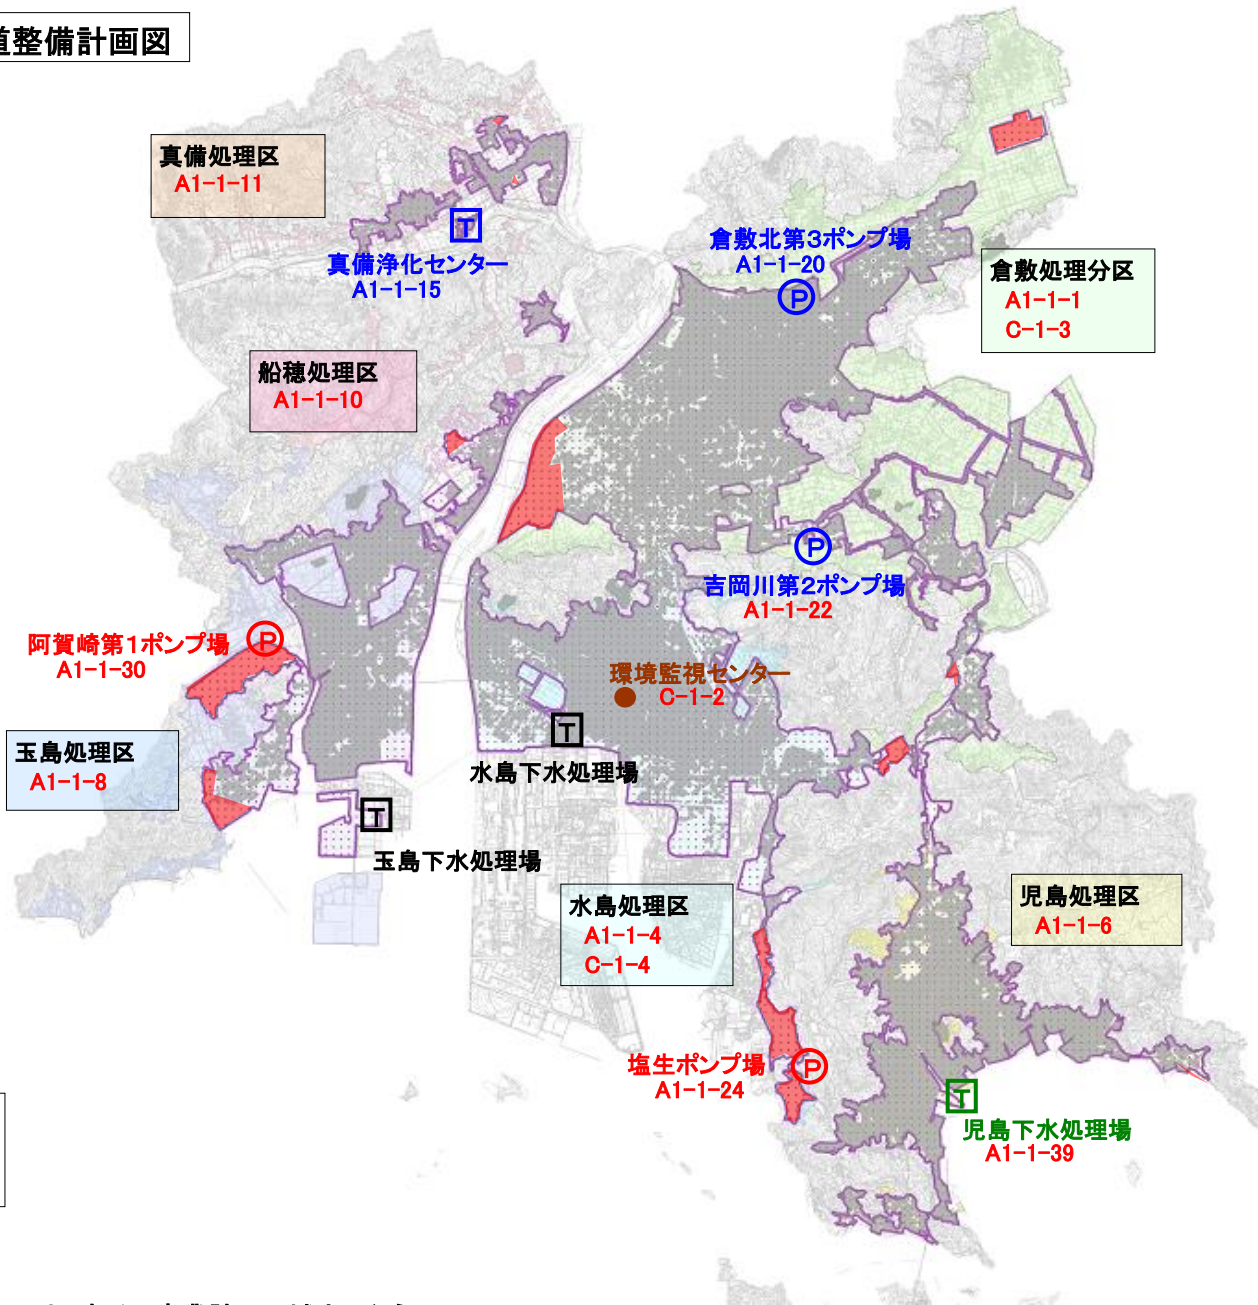 道整備計画図
真備処理区
A1-1-11
T
真備浄化センター
A1-1-15
倉敷北第3ポンプ場
A1-1-20
P
倉敷処理分区
A1-1-1
C-1-3
船穂処理区
A1-1-10
P
吉岡川第2ポンプ場
A1-1-22
P
阿賀崎第1ポンプ場
A1-1-30
環境監視センター
C-1-2
T
水島下水処理場
玉島処理区
A1-1-8
T
玉島下水処理場
水島処理区
A1-1-4
C-1-4
児島処理区
A1-1-6
塩生ポンプ場
A1-1-24
P
T
児島下水処理場
A1-1-39